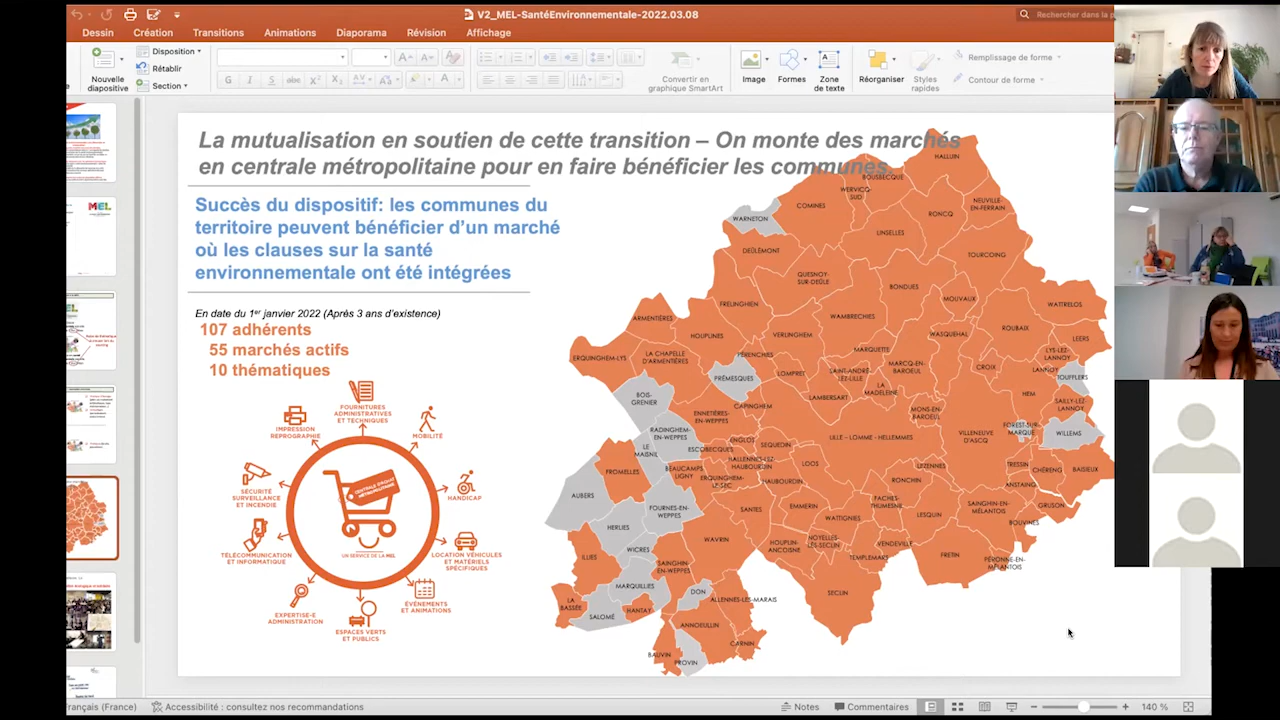 V2_MEL-SantéEnvironnementale-2022.03.08
Rechercher dans la p
Dessin Création Transitions Animations Diaporama Révision Affichage
Nouvelle
diapositive
Disposition
Rétablir
Section
G I S abc X² X₂
Convertir en
graphique SmartArt
Image
Formes
Zone
de texte
Réorganiser
Styles
rapides
Remplissage de forme
Contour de forme
MEL
La mutualisation en soutien à cette transition – On monte des marchés
en centrale métropolitaine pour en faire bénéficier les communes
Succès du dispositif: les communes du
territoire peuvent bénéficier d'un marché
où les clauses sur la santé
environnementale ont été intégrées
En date du 1er janvier 2022 (Après 3 ans d'existence)
107 adhérents
55 marchés actifs
10 thématiques
FOURNITURES
ADMINISTRATIVES
ET TECHNIQUES
MOBILITÉ
HANDICAP
LOCATION VÉHICULES
ET MATÉRIELS
SPÉCIFIQUES
ÉVÉNEMENTS
ET ANIMATIONS
ESPACES VERTS
ET PUBLICS
EXPERTISE-E
ADMINISTRATION
TÉLÉCOMMUNICATION
ET INFORMATIQUE
SÉCURITÉ
SURVEILLANCE
ET INCENDIE
IMPRESSION
REPROGRAPHIE
CENTRALE D'ACHAT
MÉTROPOLITAINE
UN SERVICE DE LA MEL
HALLUIN
BOUSBECQUE
WERVICQ-
SUD
COMINES
WARNETON
RONCQ
NEUVILLE-
EN-FERRAIN
LINSELLES
DEÛLÉMONT
TOURCOING
QUESNOY-
SUR-DEÛLE
BONDUES
MOUVAUX
FRELINGHIEN
WATTRELOS
ARMENTIÈRES
WAMBRECHIES
ROUBAIX
HOUPLINES
VERLINGHEM
WASQUEHAL
LEERS
ERQUINGHEM-LYS
LA CHAPELLE
D'ARMENTIÈRES
PÉRENCHIES
MARQUETTE
LYS-LEZ-
LANNOY
PRÉMESQUES
LOMPRET
SAINT-ANDRÉ-
LEZ-LILLE
MARCQ-EN-
BAROEUL
CROIX
LANNOY
TOUFFLERS
BOIS-
GRENIER
CAPINGHEM
LAMBERSART
LA
MADELEINE
HEM
SAILLY-LEZ-
LANNOY
ENNETIÈRES-
EN-WEPPES
MONS-EN-
BAROEUL
FOREST-SUR-
MARQUE
WILLEMS
RADINGHEM-
EN-WEPPES
ENGLOS
SEQUEDIN
LILLE – LOMME - HELLEMMES
VILLENEUVE
D'ASCQ
LE
MAISNIL
ESCOBECQUES
HALLENNES-LEZ-
HAUBOURDIN
LOOS
LEZENNES
TRESSIN
CHÉRENG
BAISIEUX
FROMELLES
BEAUCAMPS
LIGNY
ERQUINGHEM-
LE-SEC
HAUBOURDIN
RONCHIN
ANSTAING
AUBERS
FOURNES-EN-
WEPPES
SANTES
EMMERIN
FACHES-
THUMESNIL
LESQUIN
SAINGHIN-EN-
MÉLANTOIS
GRUSON
HERLIES
WATTIGNIES
BOUVINES
ILLIES
WICRES
WAVRIN
HOUPLIN-
ANCOISNE
NOYELLES-
LÈS-SECLIN
VENDEVILLE
TEMPLEMARS
FRETIN
PÉRONNE-EN-
MÉLANTOIS
SAINGHIN-
EN-WEPPES
MARQUILLIES
DON
ALLENNES-LES-MARAIS
SECLIN
LA
BASSÉE
SALOMÉ
HANTAY
ANNOEULLIN
CARNIN
BAUVIN
PROVIN
Français (France)
Accessibilité : consultez nos recommandations
Notes
Commentaires
140 %